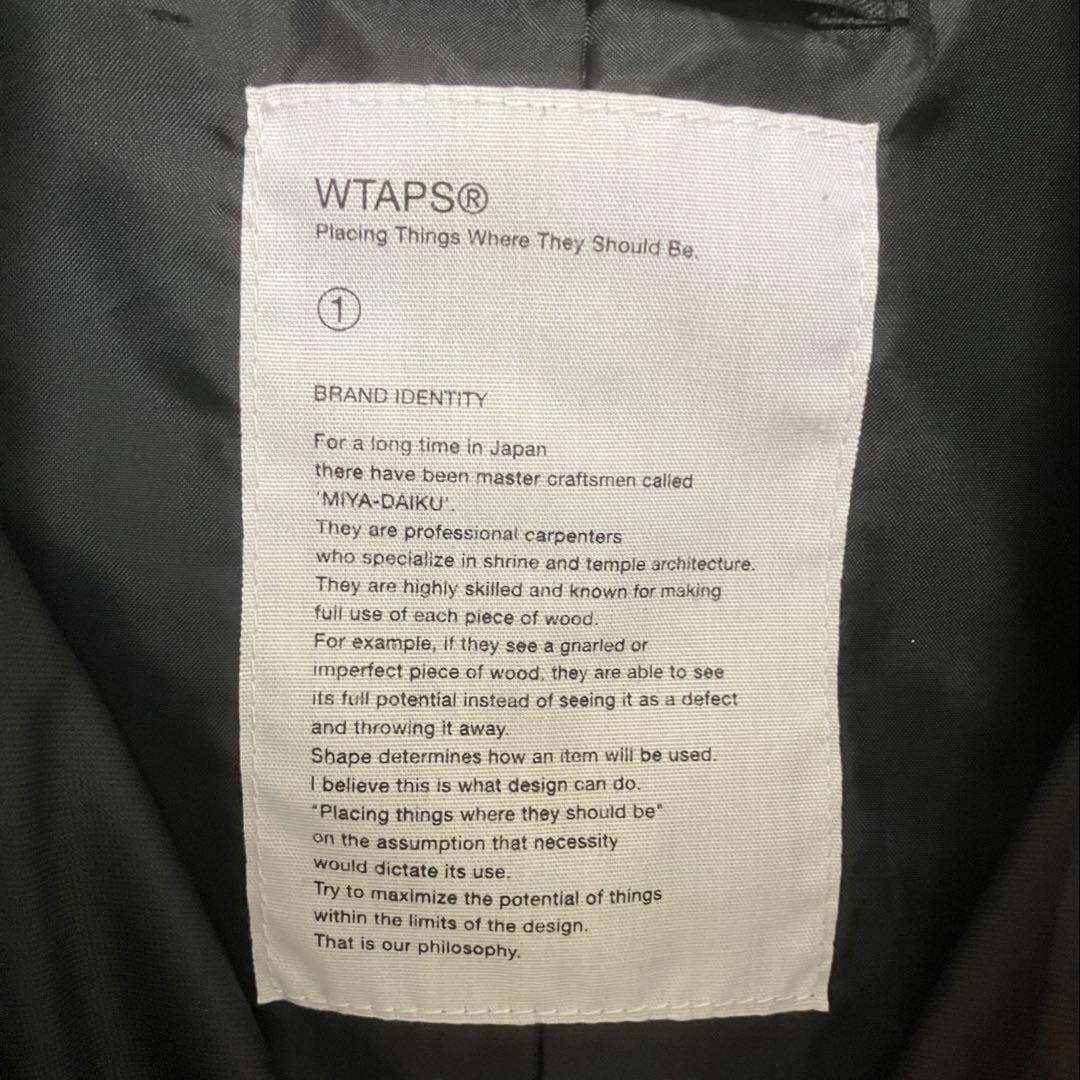 WTAPS®
Placing Things Where They Should Be.
①
BRAND IDENTITY
For a long time in Japan
there have been master craftsmen called
'MIYA-DAIKU'.
They are professional carpenters
who specialize in shrine and temple architecture.
They are highly skilled and known for making
full use of each piece of wood.
For example, if they see a gnarled or
imperfect piece of wood, they are able to see
its full potential instead of seeing it as a defect
and throwing it away.
Shape determines how an item will be used.
I believe this is what design can do.
"Placing things where they should be"
on the assumption that necessity
would dictate its use.
Try to maximize the potential of things
within the limits of the design.
That is our philosophy.